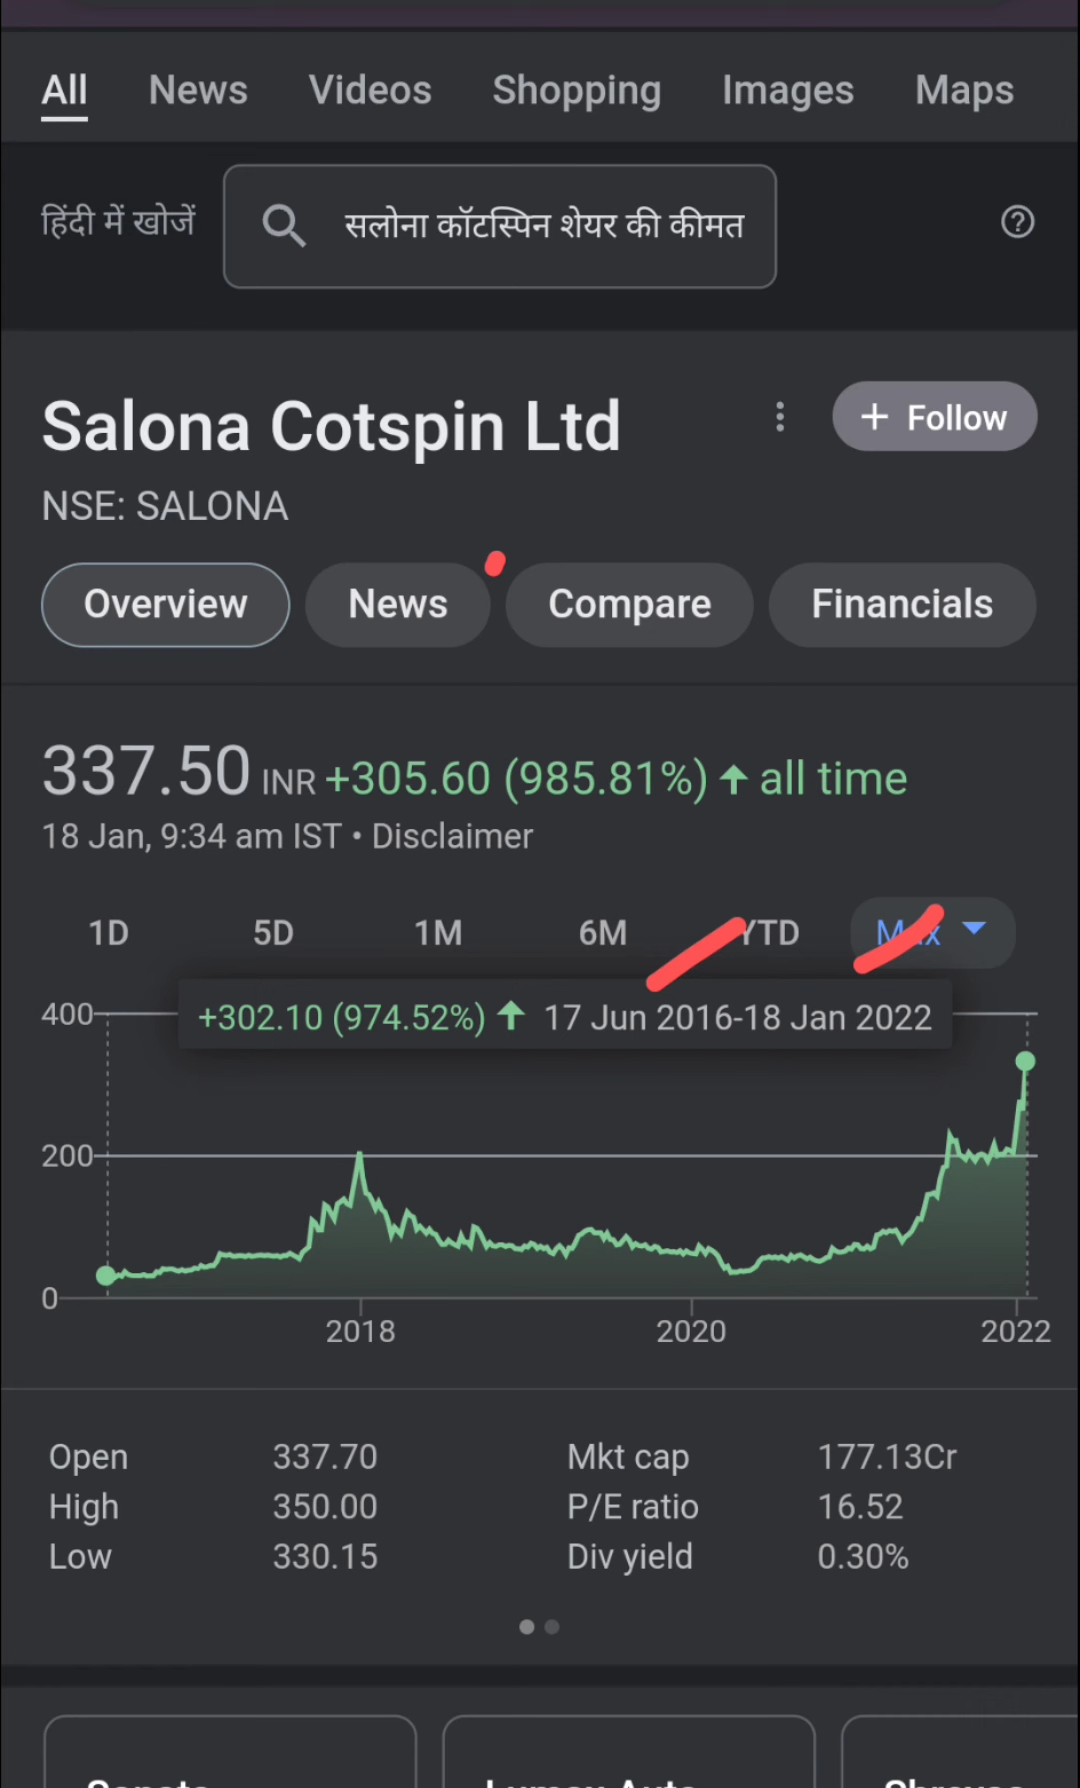 All News Videos Shopping Images Maps
हिंदी में खोजें सलोना कॉटस्पिन शेयर की कीमत
Salona Cotspin Ltd + Follow
NSE: SALONA
Overview News Compare Financials
337.50 INR +305.60 (985.81%) ↑ all time
18 Jan, 9:34 am IST • Disclaimer
1D 5D 1M 6M YTD Max
400 +302.10 (974.52%) ↑ 17 Jun 2016-18 Jan 2022
200
0
2018 2020 2022
Open 337.70 Mkt cap 177.13Cr
High 350.00 P/E ratio 16.52
Low 330.15 Div yield 0.30%